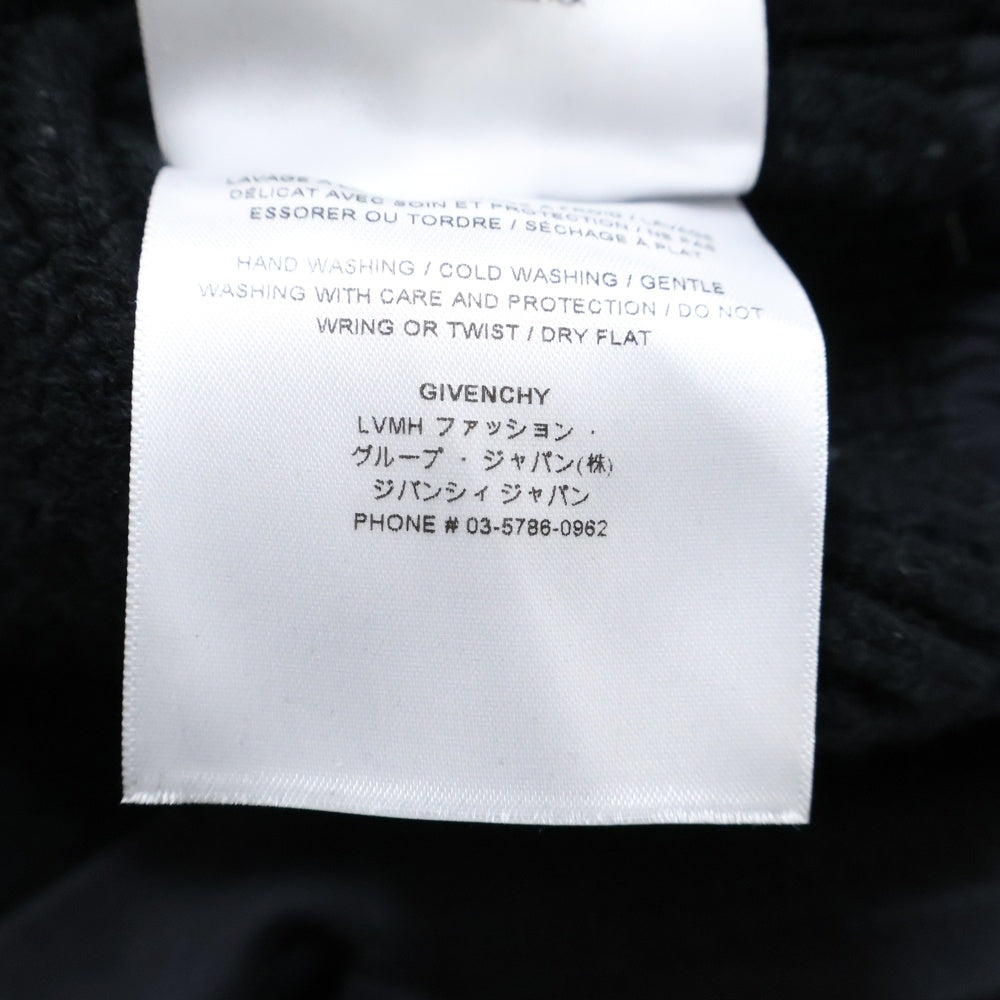 LAVAGE À
DÉLICAT AVEC SOIN ET PROTECTION / NE PAS
ESSORER OU TORDRE / SÉCHAGE À PLAT
HAND WASHING / COLD WASHING / GENTLE
WASHING WITH CARE AND PROTECTION / DO NOT
WRING OR TWIST / DRY FLAT
GIVENCHY
LVMH ファッション ·
グループ · ジャパン(株)
ジバンシィ ジャパン
PHONE # 03-5786-0962